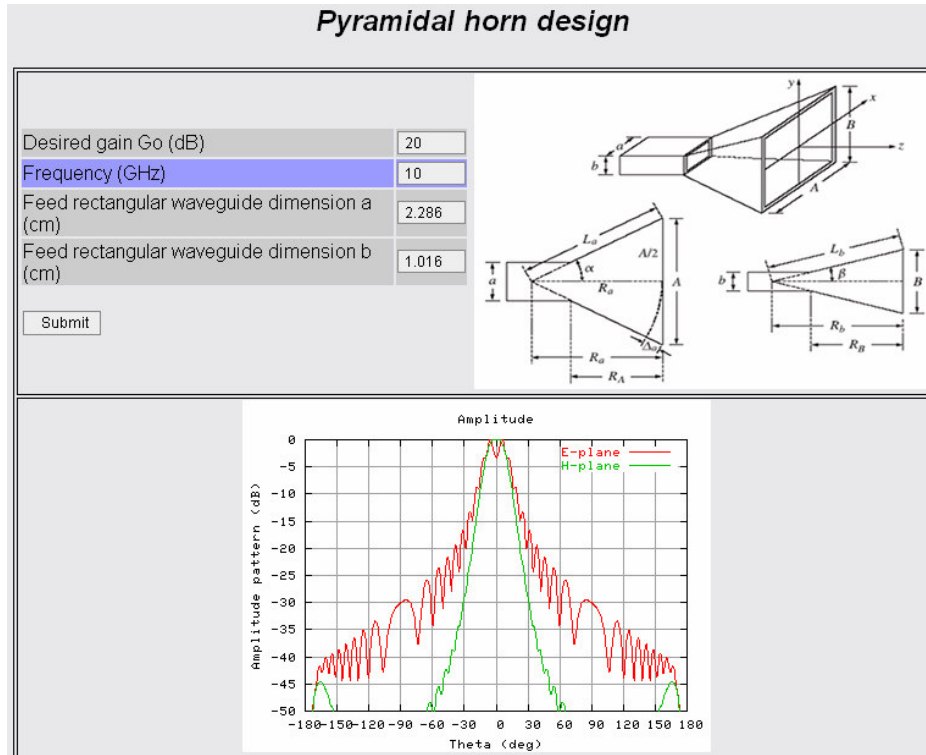 Pyramidal horn design
Desired gain Go (dB)
20
Frequency (GHz)
10
Feed rectangular waveguide dimension a
(cm)
2.286
Feed rectangular waveguide dimension b
(cm)
1.016
Submit
y
x
B
a
z
b
A
La
A/2
a
α
Ra
A
Δa
Ra
RA
Lb
b
β
B
Rb
RB
Amplitude
E-plane
H-plane
Amplitude pattern (dB)
0
-5
-10
-15
-20
-25
-30
-35
-40
-45
-50
-180 -150 -120 -90 -60 -30 0 30 60 90 120 150 180
Theta (deg)